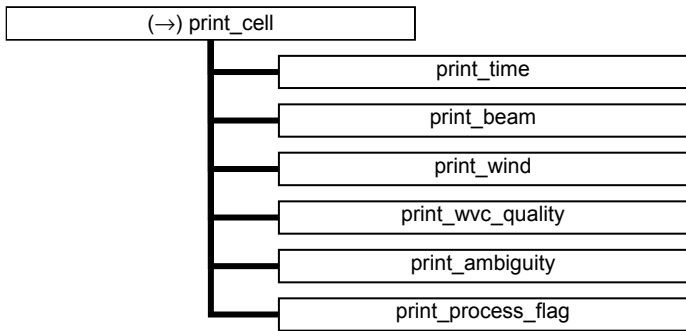 (→) print_cell
print_time
print_beam
print_wind
print_wvc_quality
print_ambiguity
print_process_flag